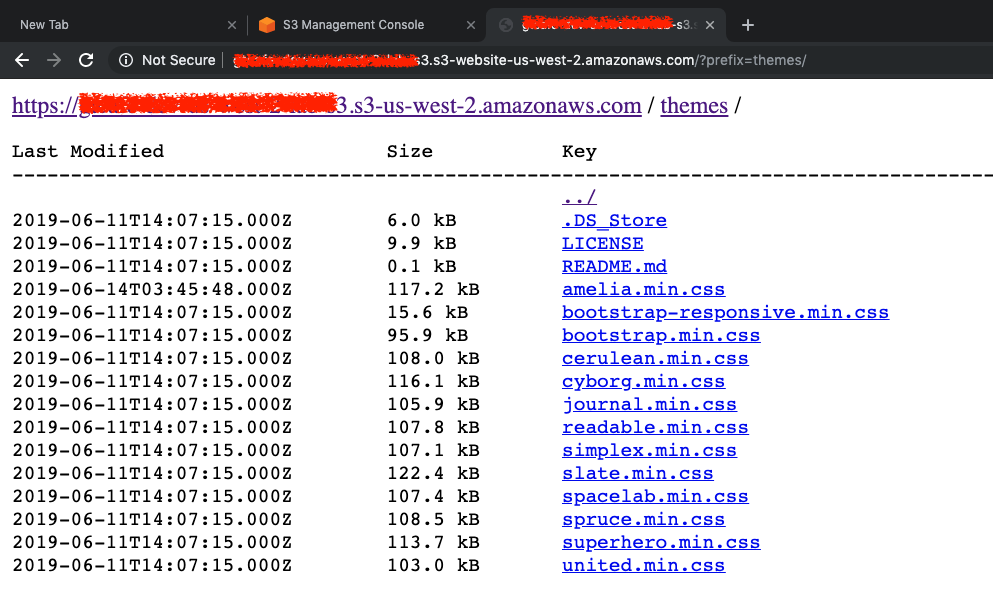 New Tab
S3 Management Console
-s3.
Not Secure
s3.s3-website-us-west-2.amazonaws.com/?prefix=themes/
https:// 3.s3-us-west-2.amazonaws.com / themes /
Last Modified Size Key
--------------------------------------------------------------------------------
../
2019-06-11T14:07:15.000Z 6.0 kB .DS_Store
2019-06-11T14:07:15.000Z 9.9 kB LICENSE
2019-06-11T14:07:15.000Z 0.1 kB README.md
2019-06-14T03:45:48.000Z 117.2 kB amelia.min.css
2019-06-11T14:07:15.000Z 15.6 kB bootstrap-responsive.min.css
2019-06-11T14:07:15.000Z 95.9 kB bootstrap.min.css
2019-06-11T14:07:15.000Z 108.0 kB cerulean.min.css
2019-06-11T14:07:15.000Z 116.1 kB cyborg.min.css
2019-06-11T14:07:15.000Z 105.9 kB journal.min.css
2019-06-11T14:07:15.000Z 107.8 kB readable.min.css
2019-06-11T14:07:15.000Z 107.1 kB simplex.min.css
2019-06-11T14:07:15.000Z 122.4 kB slate.min.css
2019-06-11T14:07:15.000Z 107.4 kB spacelab.min.css
2019-06-11T14:07:15.000Z 108.5 kB spruce.min.css
2019-06-11T14:07:15.000Z 113.7 kB superhero.min.css
2019-06-11T14:07:15.000Z 103.0 kB united.min.css